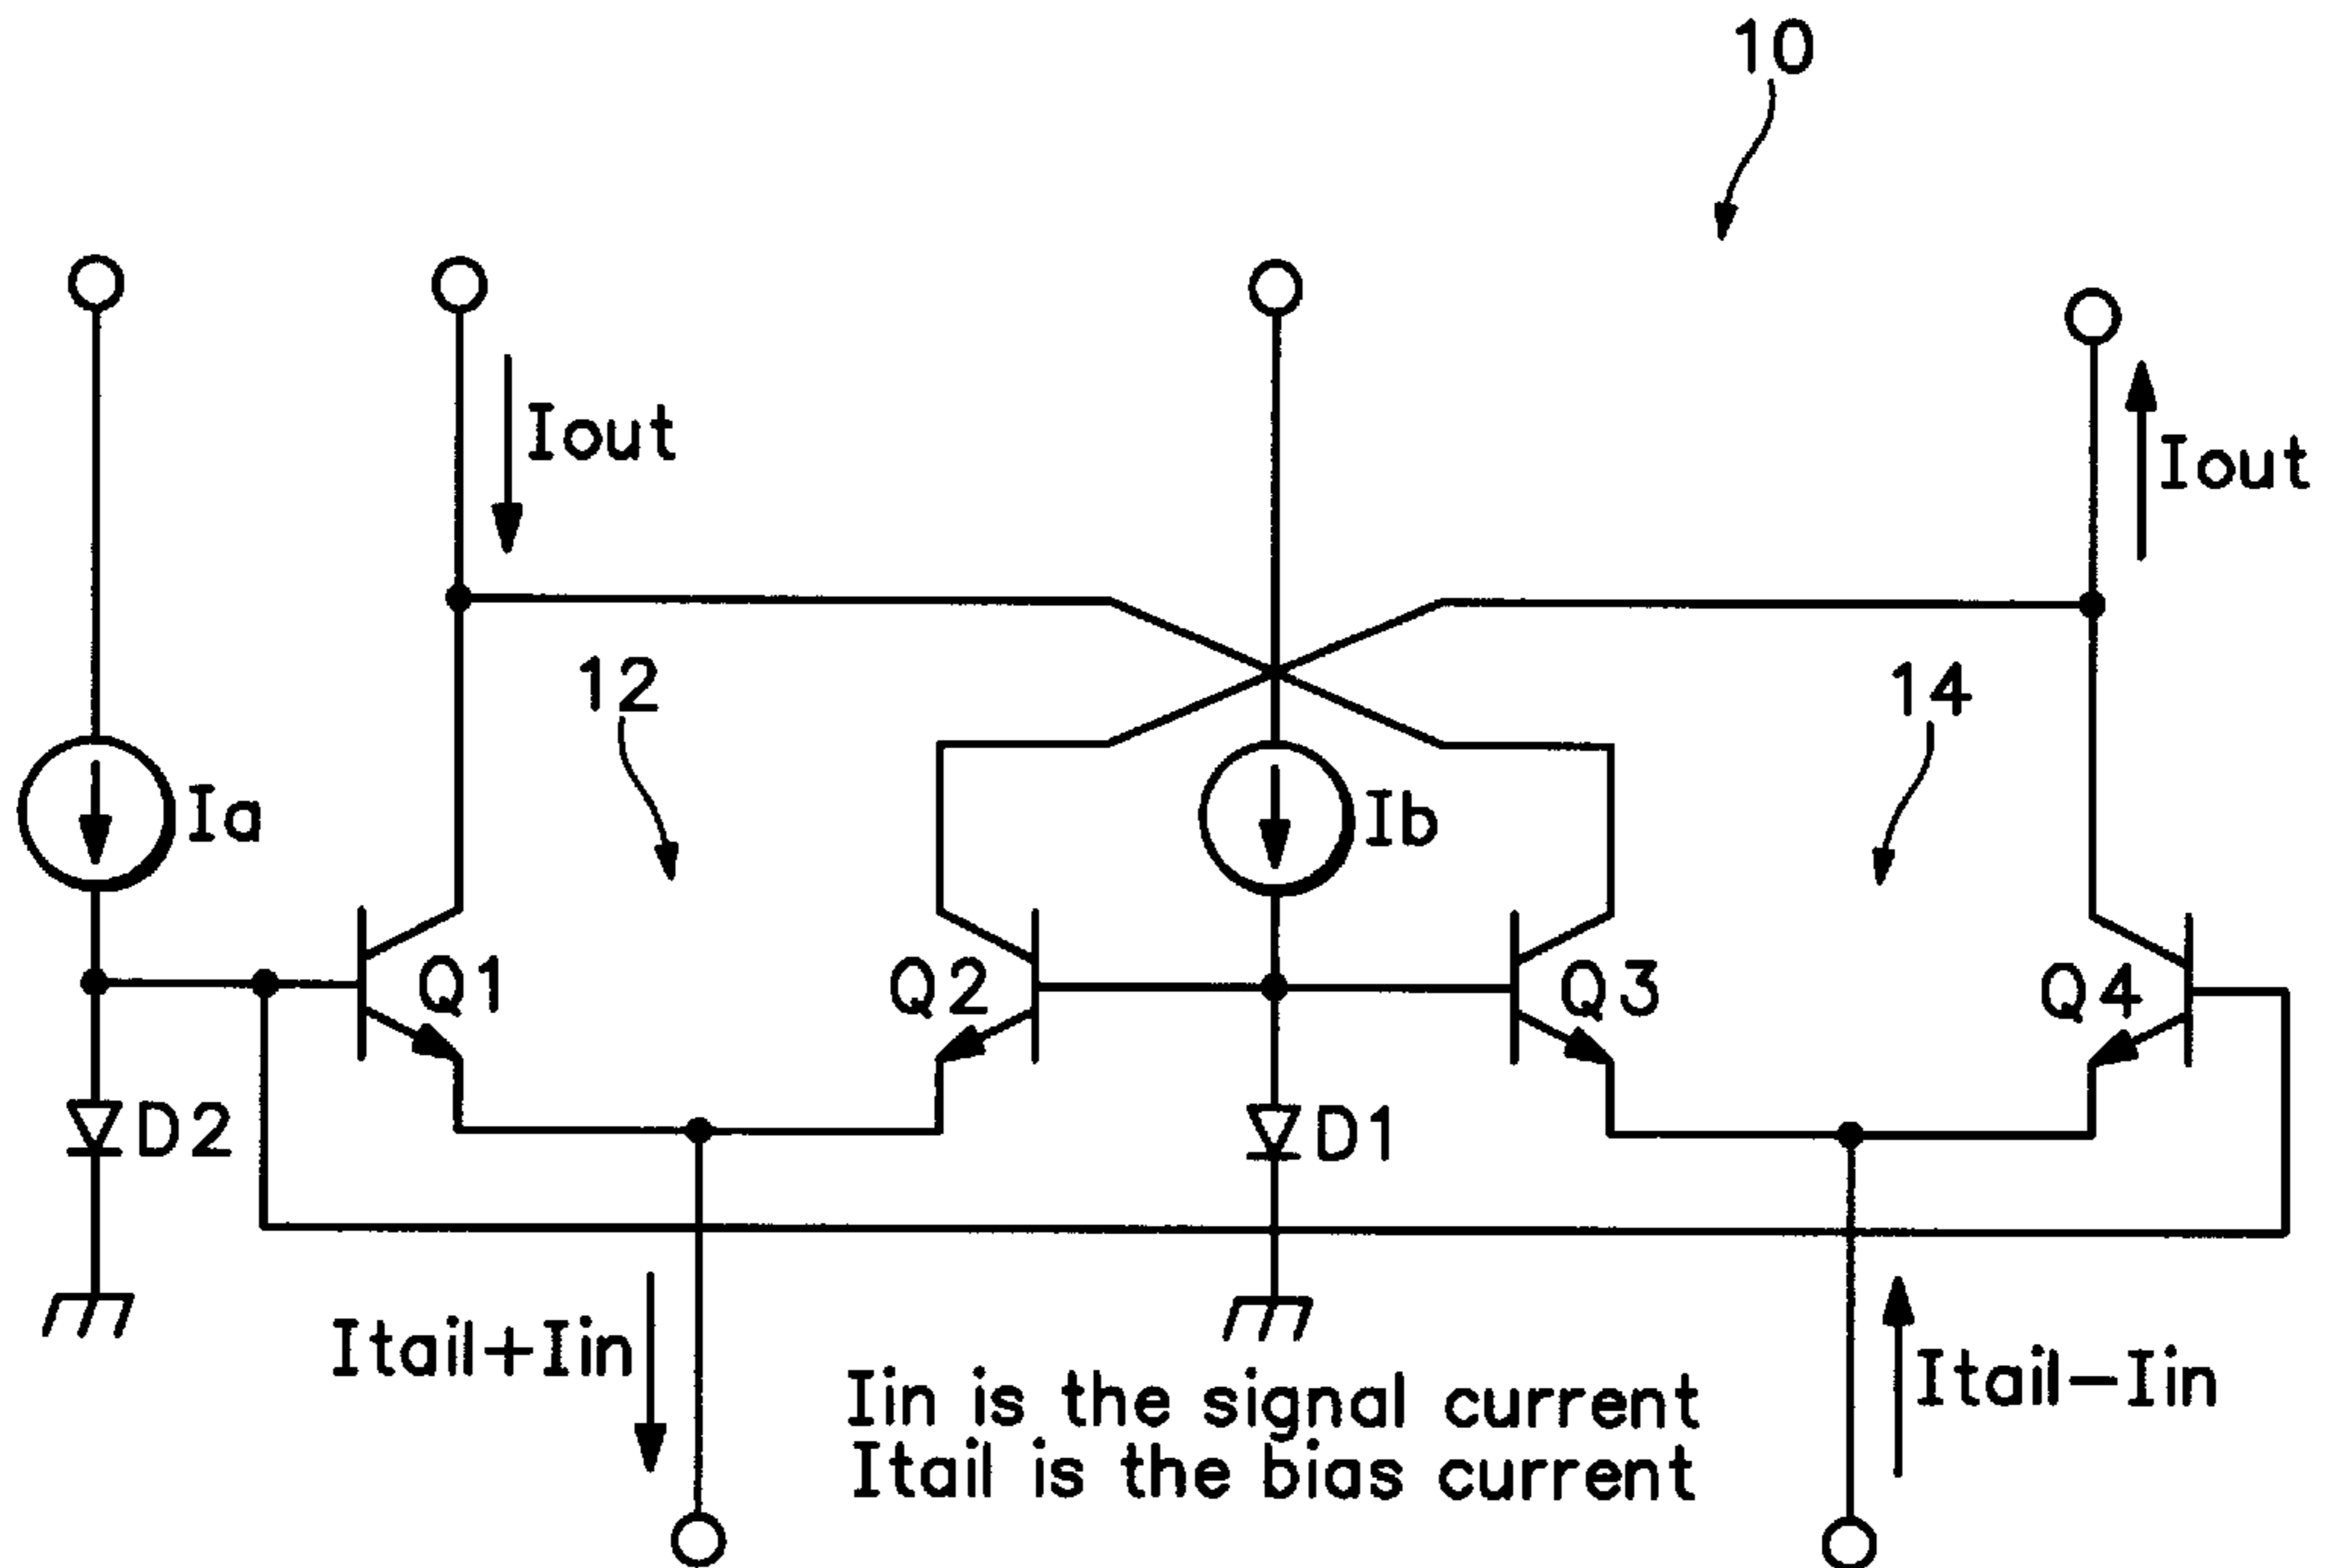 10
Iout
Iout
12
14
Ia
Ib
Q1
Q2
Q3
Q4
D2
D1
Itail+Iin
Itail-Iin
Iin is the signal current
Itail is the bias current